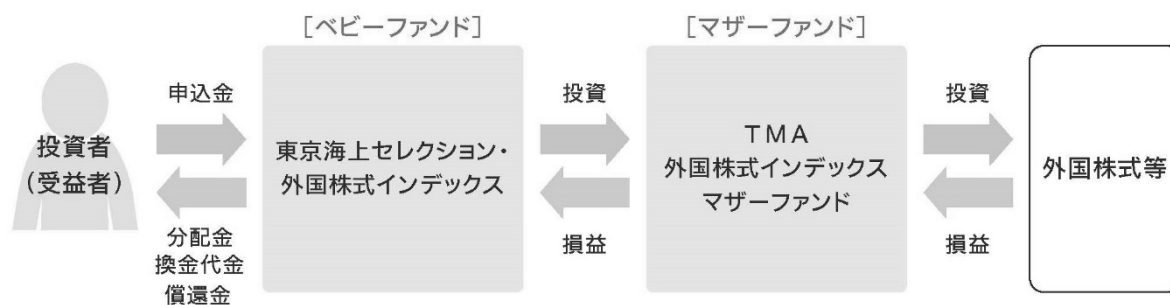 [ベビーファンド]
[マザーファンド]
投資者
(受益者)
申込金
分配金
換金代金
償還金
東京海上セレクション・
外国株式インデックス
投資
損益
TMA
外国株式インデックス
マザーファンド
投資
損益
外国株式等